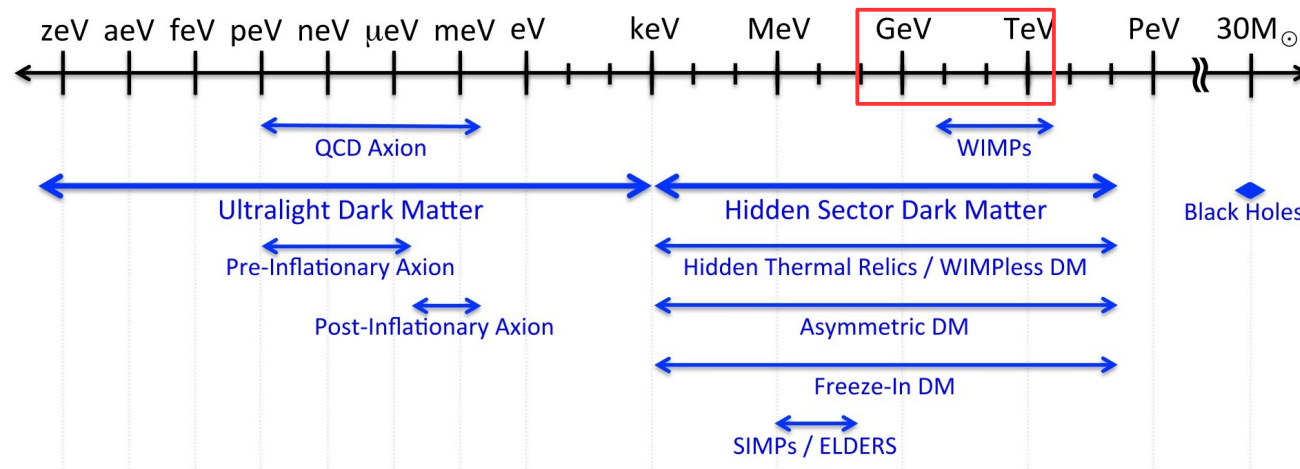 zeV aeV feV peV neV μeV meV eV keV MeV GeV TeV PeV 30M☉
QCD Axion WIMPs
Ultralight Dark Matter Hidden Sector Dark Matter Black Holes
Pre-Inflationary Axion Hidden Thermal Relics / WIMPless DM
Post-Inflationary Axion Asymmetric DM
Freeze-In DM
SIMPs / ELDERS